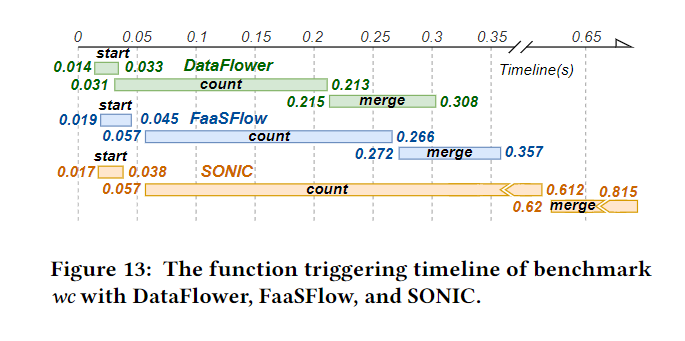 0 0.05 0.1 0.15 0.2 0.25 0.3 0.35 0.65
start
0.014 0.033 DataFlower Timeline(s)
0.031 count 0.213
start 0.215 merge 0.308
0.019 0.045 FaaSFlow
0.057 count 0.266
start 0.272 merge 0.357
0.017 0.038 SONIC
0.057 count 0.612 0.815
0.62 merge
Figure 13: The function triggering timeline of benchmark
wc with DataFlower, FaaSFlow, and SONIC.